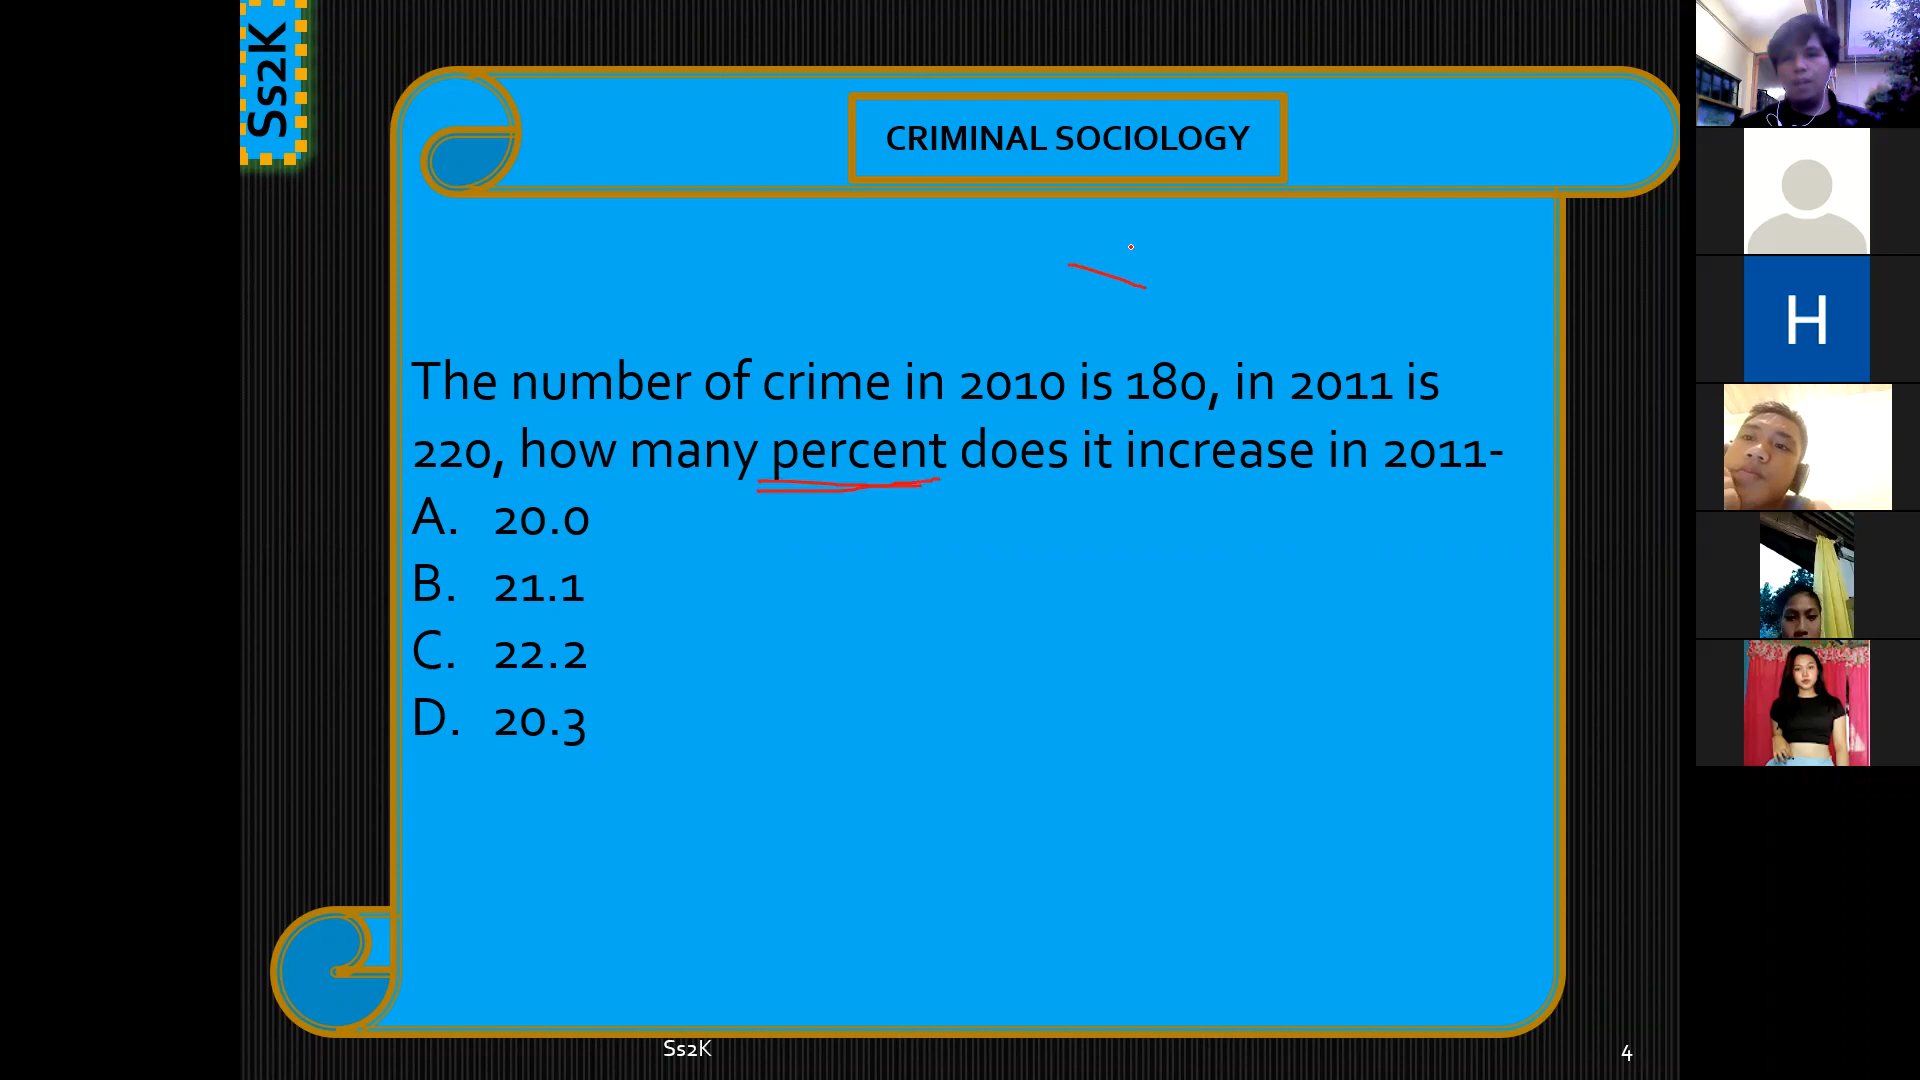 Ss2K
CRIMINAL SOCIOLOGY
The number of crime in 2010 is 180, in 2011 is
220, how many percent does it increase in 2011-
A. 20.0
B. 21.1
C. 22.2
D. 20.3
Ss2K
4
H